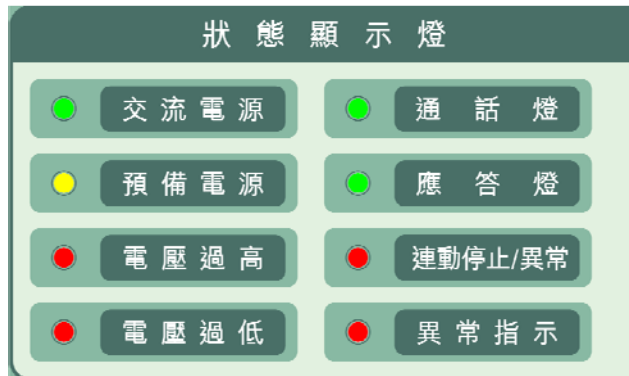 狀態顯示燈
交流電源
通話燈
預備電源
應答燈
電壓過高
連動停止/異常
電壓過低
異常指示